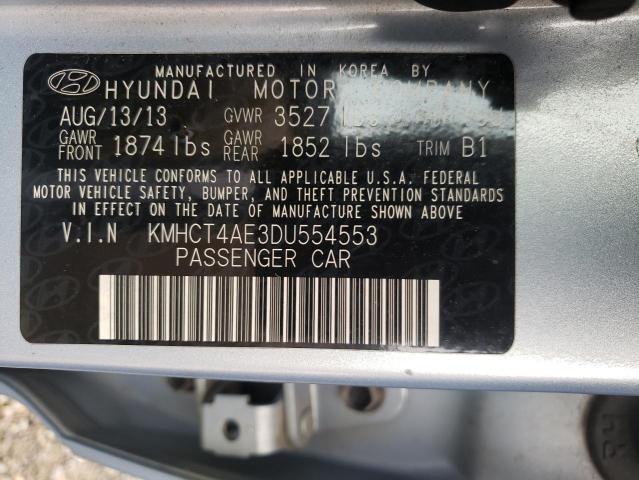 MANUFACTURED IN KOREA BY
HYUNDAI MOTOR COMPANY
AUG/13/13 GVWR 3527
GAWR FRONT 1874 lbs GAWR REAR 1852 lbs TRIM B1
THIS VEHICLE CONFORMS TO ALL APPLICABLE U.S.A. FEDERAL
MOTOR VEHICLE SAFETY, BUMPER, AND THEFT PREVENTION STANDARDS
IN EFFECT ON THE DATE OF MANUFACTURE SHOWN ABOVE
V.I.N KMHCT4AE3DU554553
PASSENGER CAR